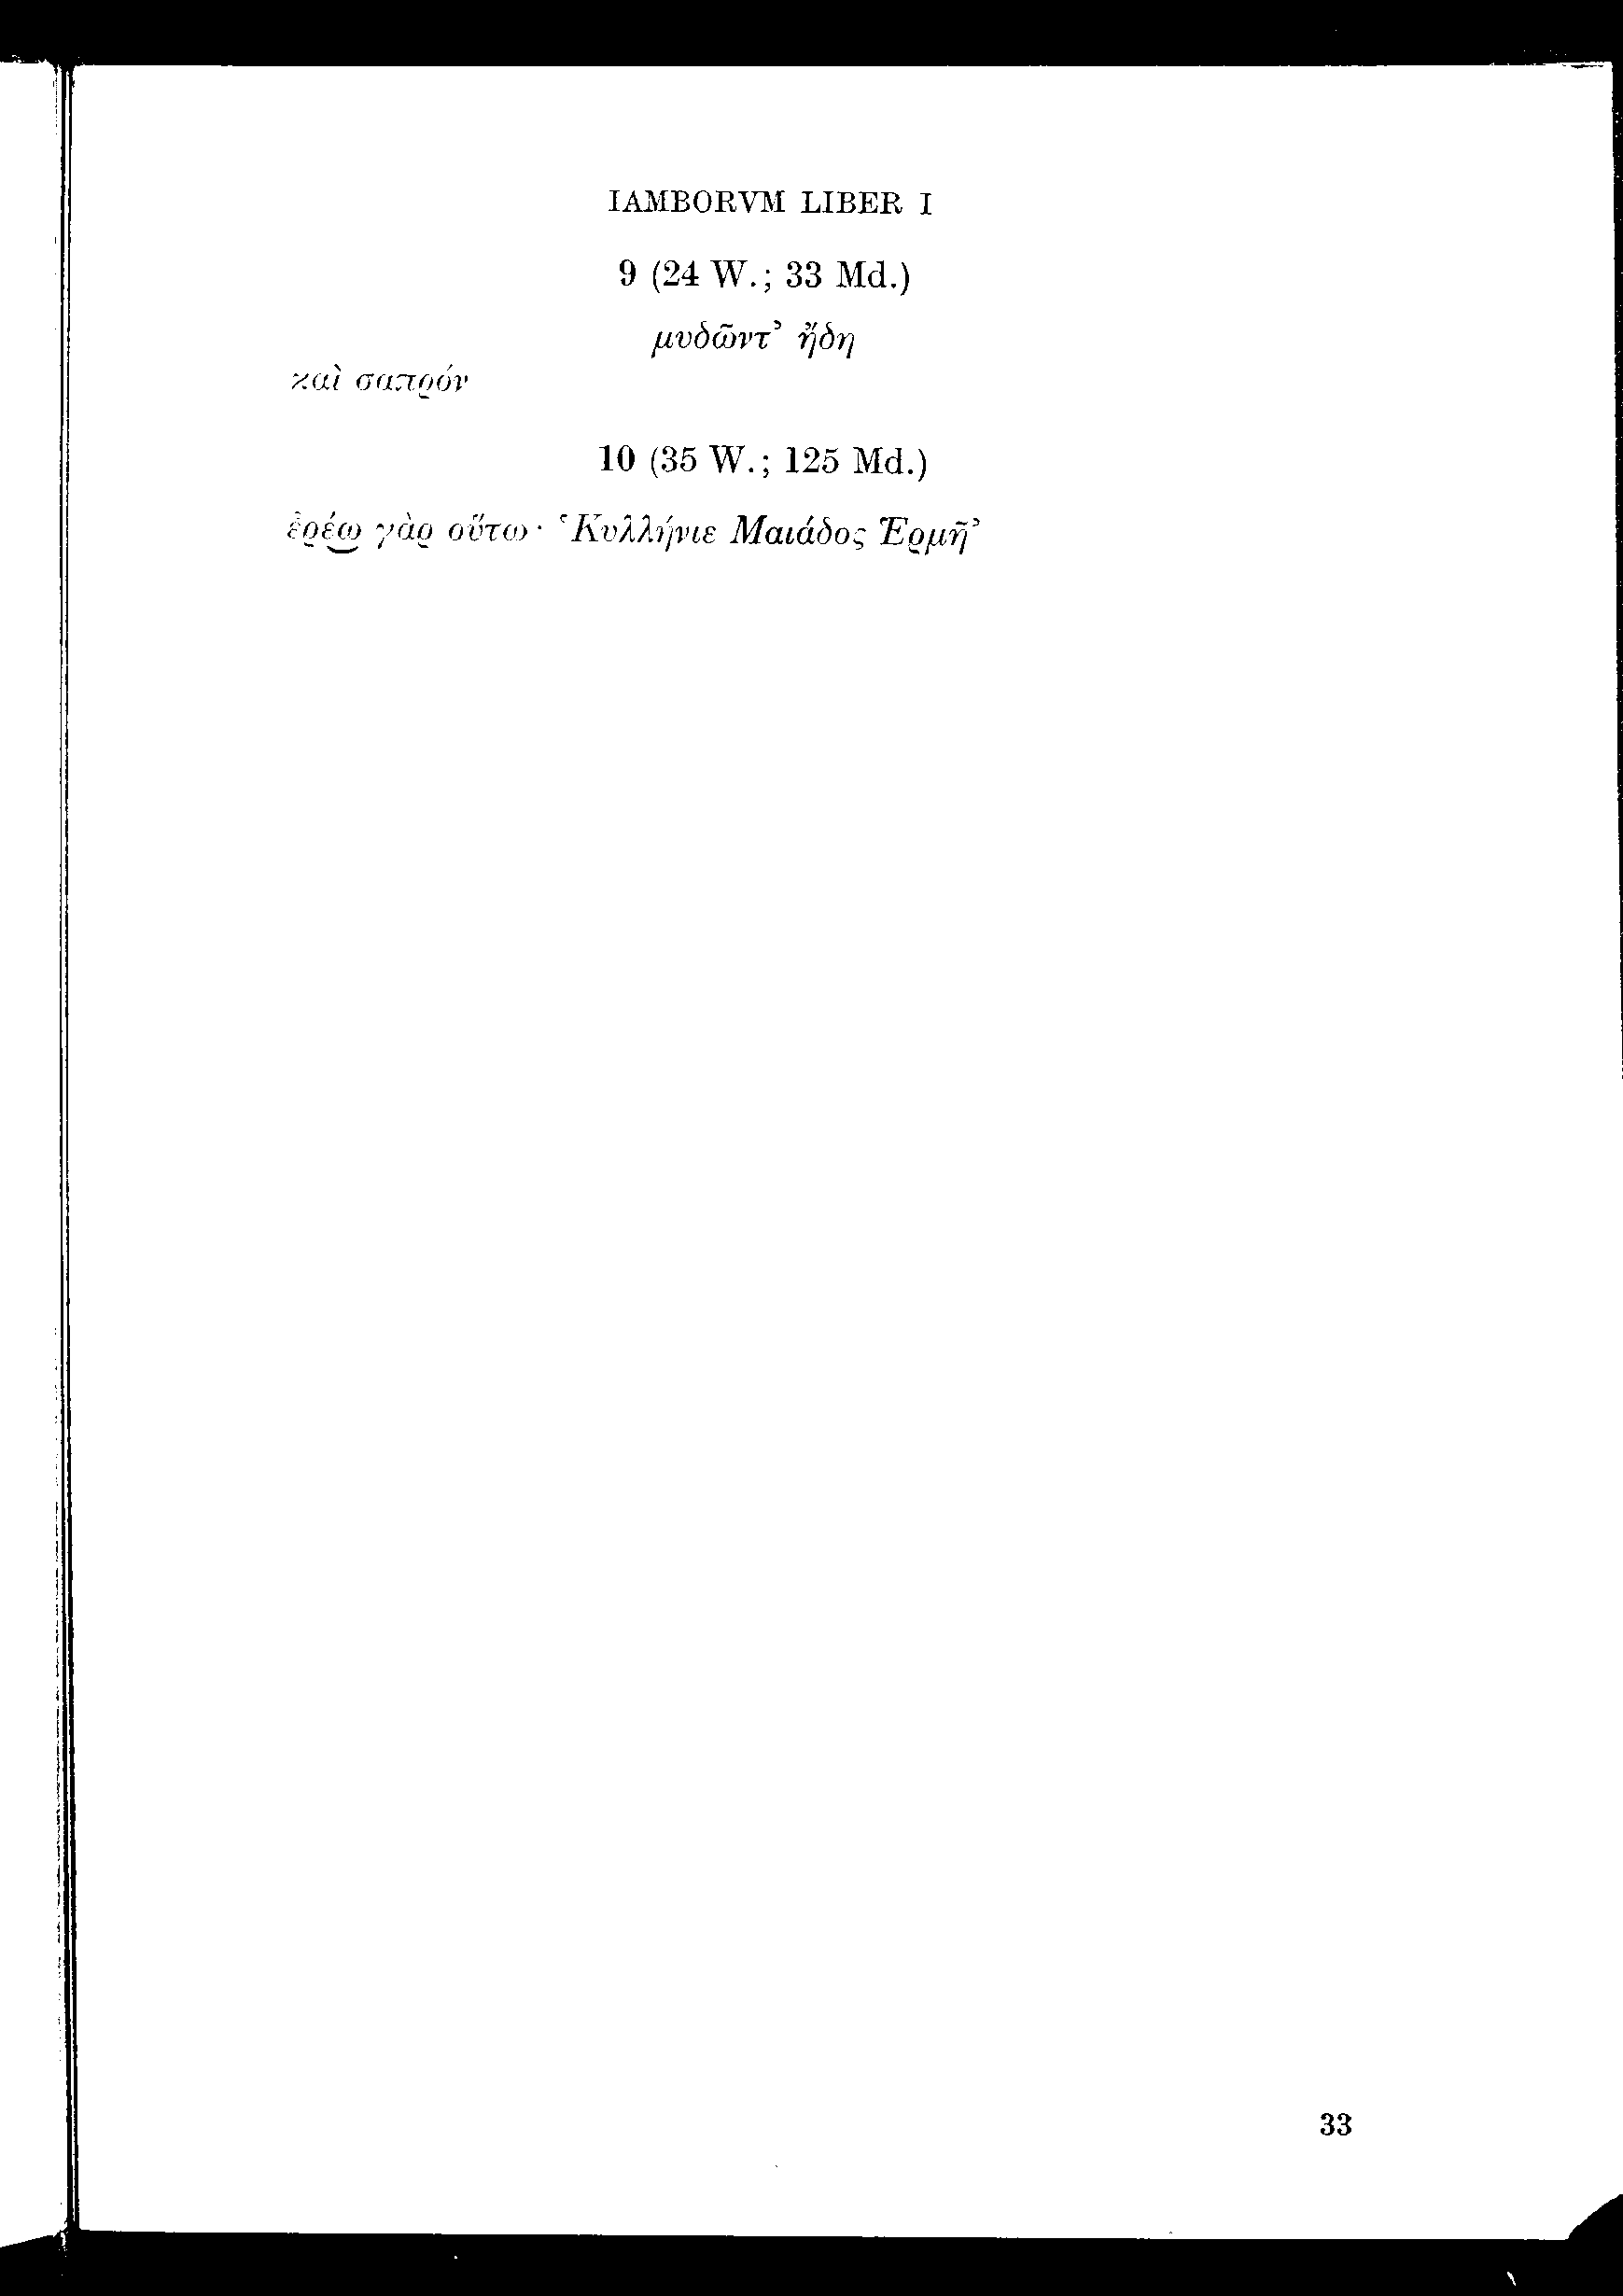 IAMBORVM LIBER I
9 (24 W.; 33 Md.)
μυδῶντ’ ἤδη
καὶ σαπρόν
10 (35 W.; 125 Md.)
ἐρέω γὰρ οὕτω· ‘Κυλλήνιε Μαιάδος Ἑρμῆ’
33